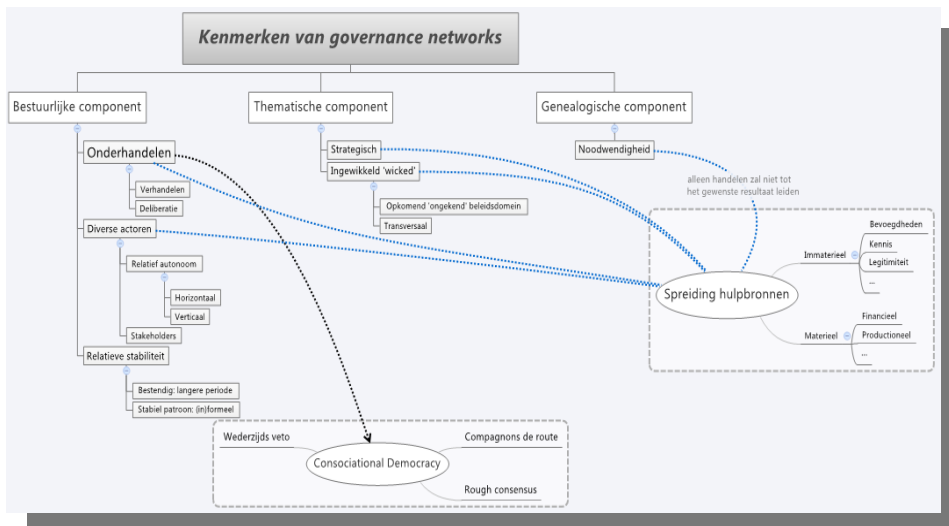 Kenmerken van governance networks
Bestuurlijke component
Thematische component
Genealogische component
Onderhandelen
Verhandelen
Deliberatie
Diverse actoren
Relatief autonoom
Horizontaal
Verticaal
Stakeholders
Relatieve stabiliteit
Bestendig: langere periode
Stabiel patroon: (in)formeel
Strategisch
Ingewikkeld 'wicked'
Opkomend 'ongekend' beleidsdomein
Transversaal
Noodwendigheid
alleen handelen zal niet tot
het gewenste resultaat leiden
Spreiding hulpbronnen
Immaterieel
Bevoegdheden
Kennis
Legitimiteit
...
Materieel
Financieel
Productioneel
...
Consociational Democracy
Wederzijds veto
Compagnons de route
Rough consensus